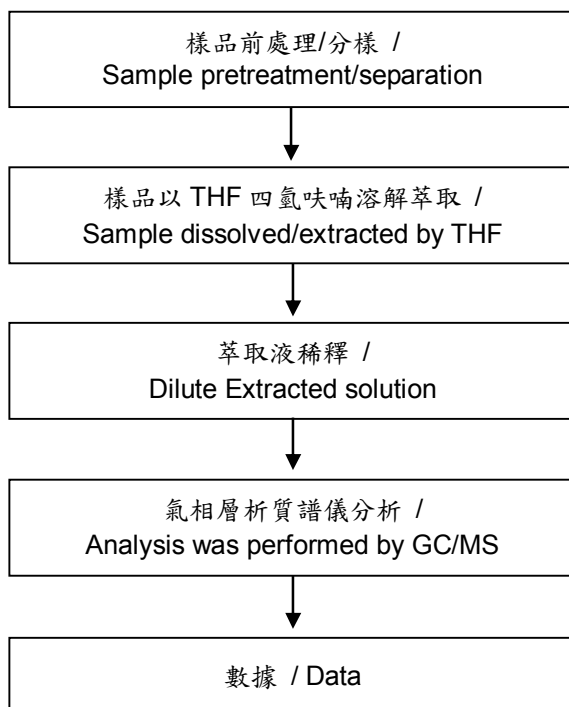 樣品前處理/分樣 /
Sample pretreatment/separation
樣品以 THF 四氫呋喃溶解萃取 /
Sample dissolved/extracted by THF
萃取液稀釋 /
Dilute Extracted solution
氣相層析質譜儀分析 /
Analysis was performed by GC/MS
數據 / Data